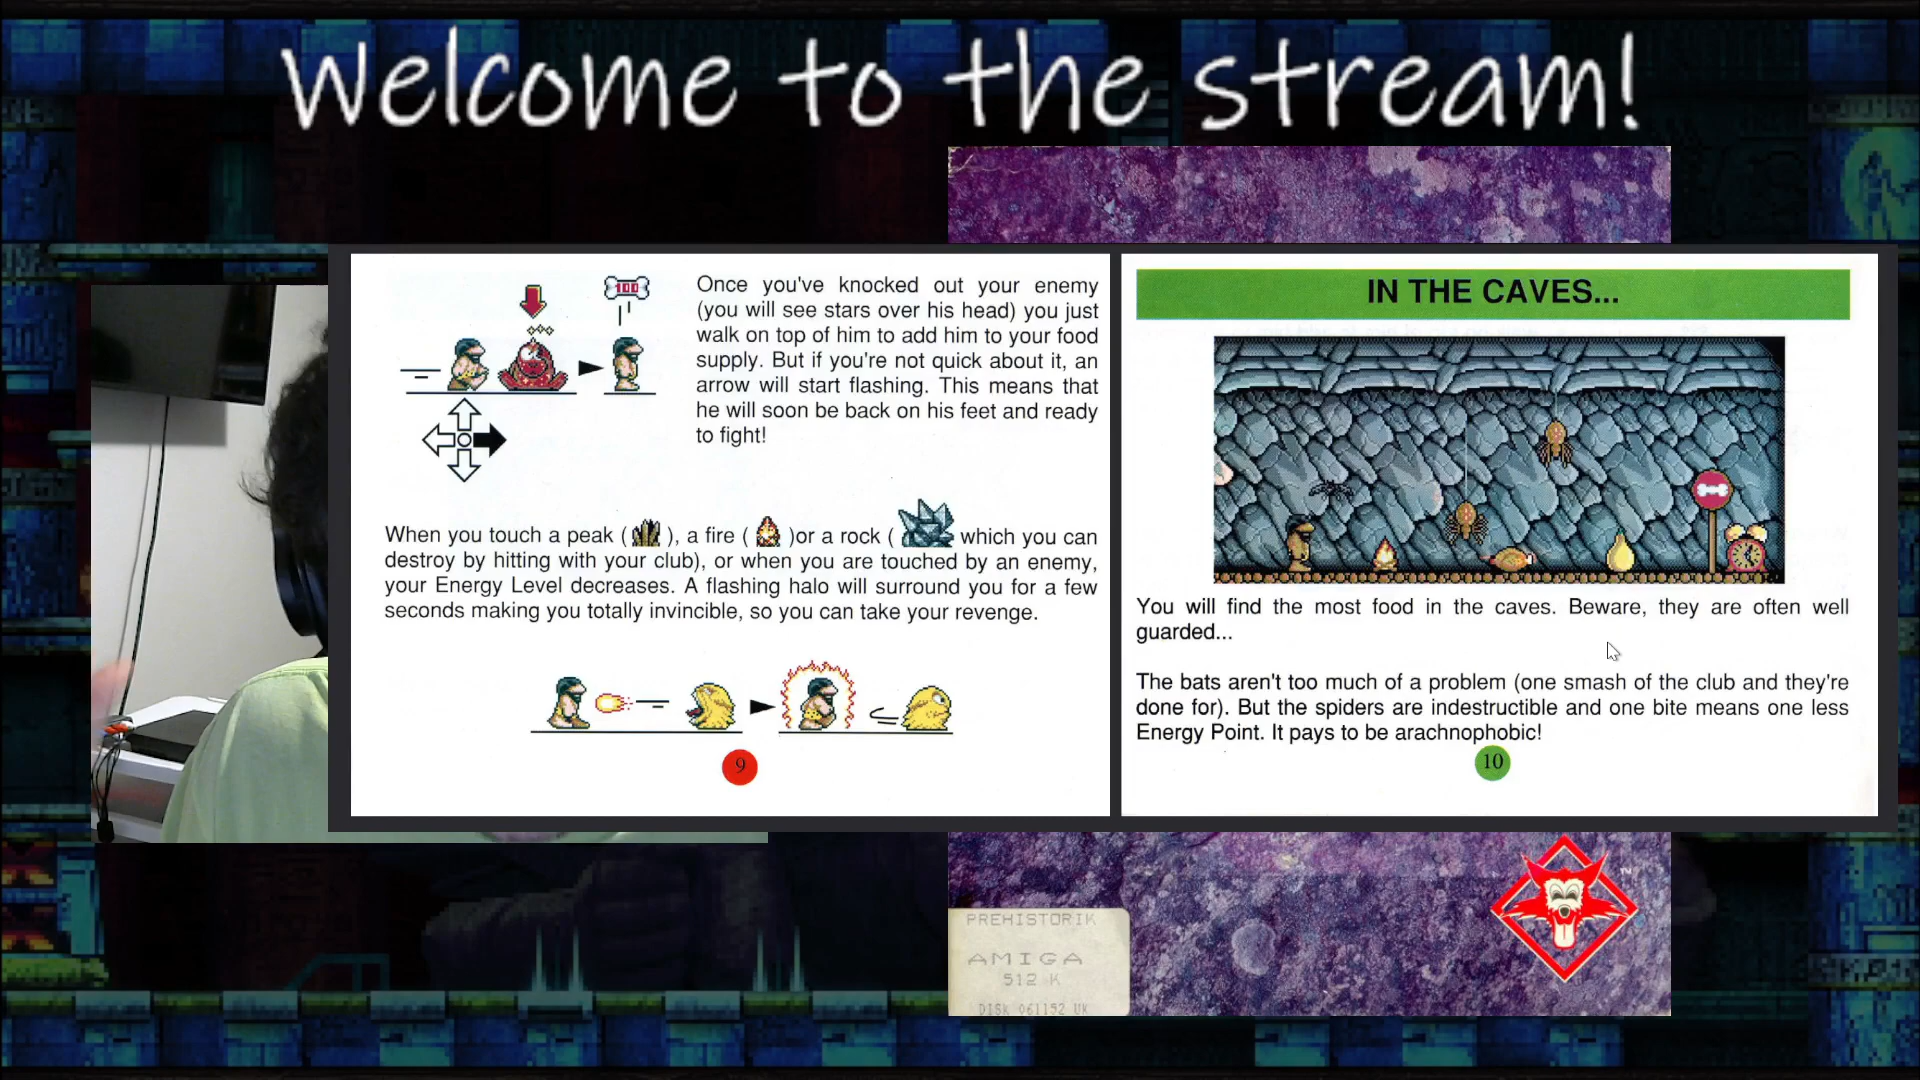 Welcome to the stream!
100
Once you've knocked out your enemy
(you will see stars over his head) you just
walk on top of him to add him to your food
supply. But if you're not quick about it, an
arrow will start flashing. This means that
he will soon be back on his feet and ready
to fight!
When you touch a peak ( ), a fire ( )or a rock ( which you can
destroy by hitting with your club), or when you are touched by an enemy,
your Energy Level decreases. A flashing halo will surround you for a few
seconds making you totally invincible, so you can take your revenge.
9
IN THE CAVES...
You will find the most food in the caves. Beware, they are often well
guarded...
The bats aren't too much of a problem (one smash of the club and they're
done for). But the spiders are indestructible and one bite means one less
Energy Point. It pays to be arachnophobic!
10
PREHISTORIK
AMIGA
512 K
DISK 061152 UK